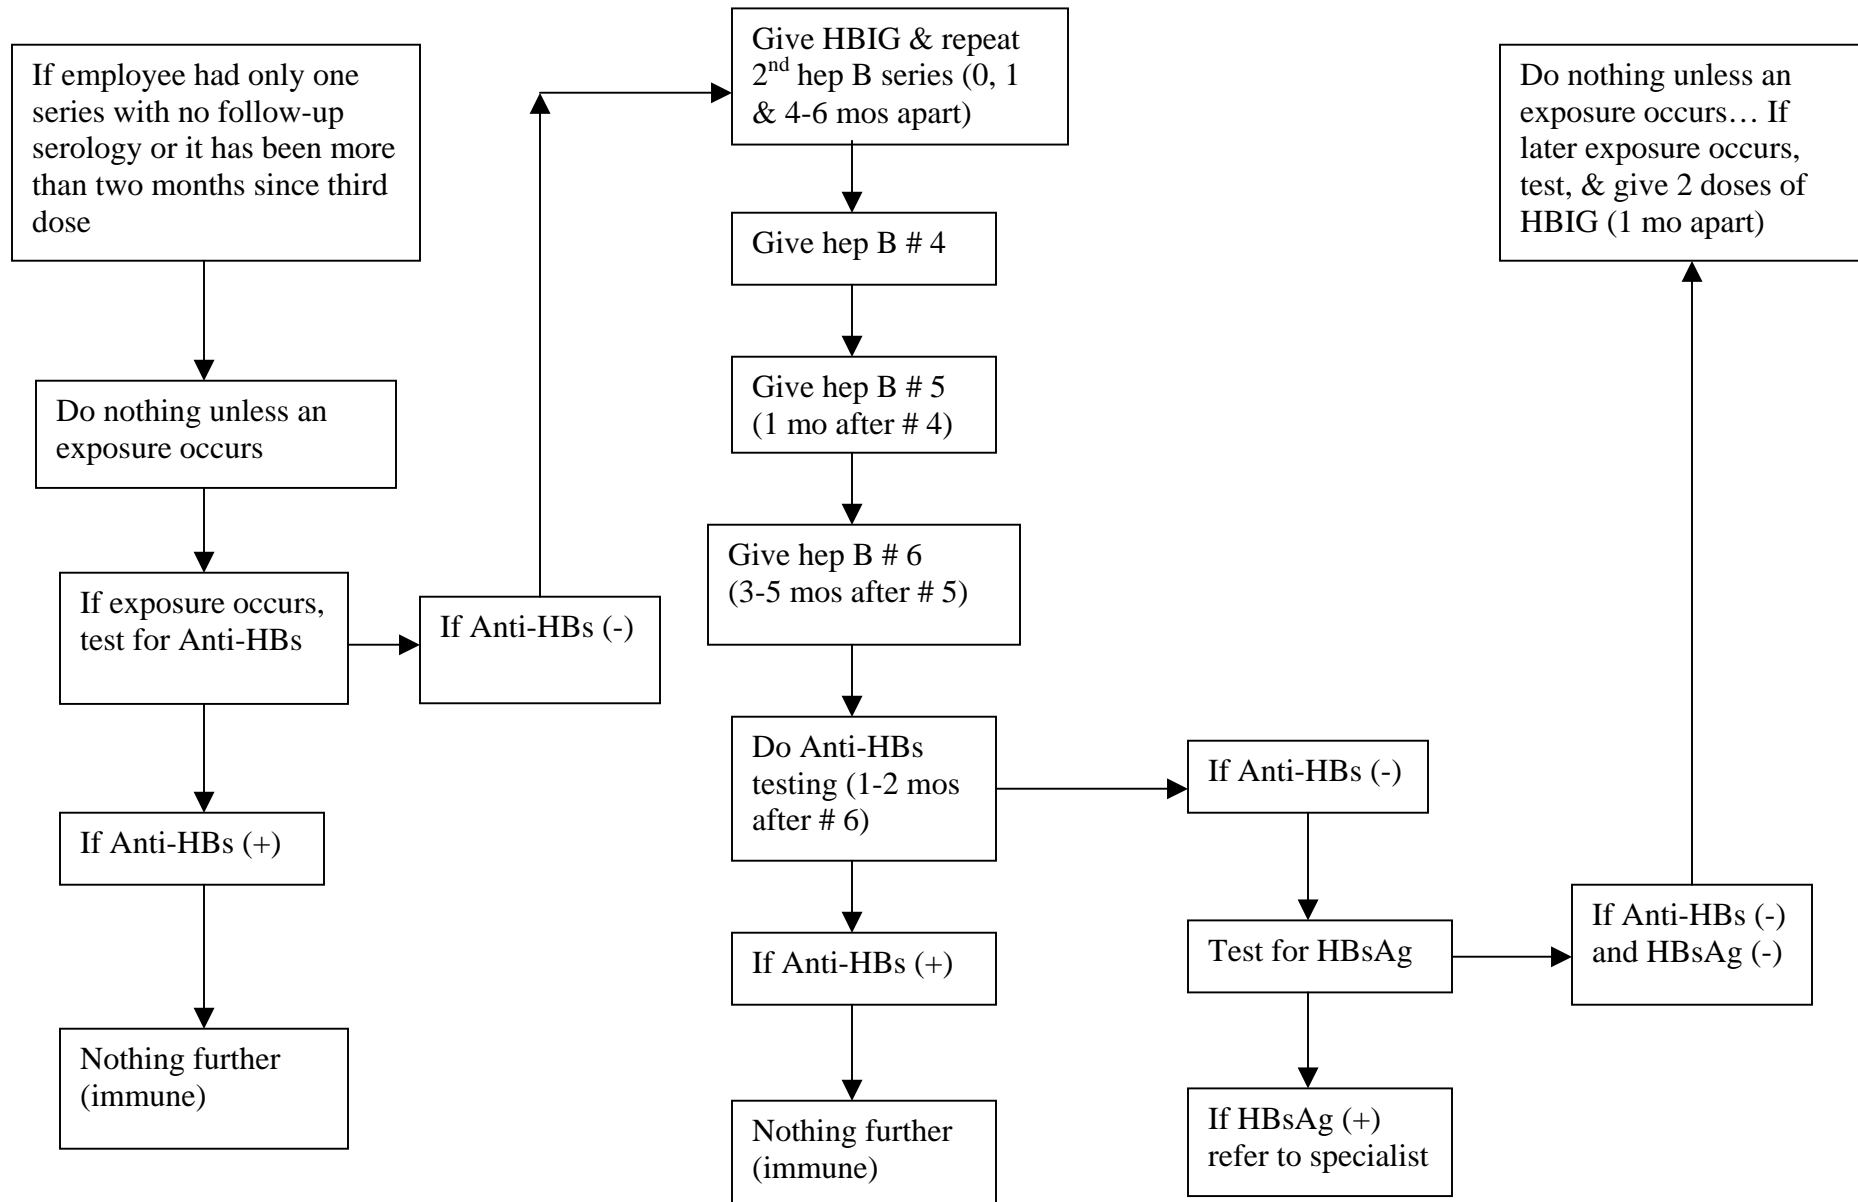 If employee had only one
series with no follow-up
serology or it has been more
than two months since third
dose
Do nothing unless an
exposure occurs
If exposure occurs,
test for Anti-HBs
If Anti-HBs (+)
Nothing further
(immune)
If Anti-HBs (-)
Give HBIG & repeat
2nd hep B series (0, 1
& 4-6 mos apart)
Give hep B # 4
Give hep B # 5
(1 mo after # 4)
Give hep B # 6
(3-5 mos after # 5)
Do Anti-HBs
testing (1-2 mos
after # 6)
If Anti-HBs (+)
Nothing further
(immune)
If Anti-HBs (-)
Test for HBsAg
If HBsAg (+)
refer to specialist
If Anti-HBs (-)
and HBsAg (-)
Do nothing unless an
exposure occurs… If
later exposure occurs,
test, & give 2 doses of
HBIG (1 mo apart)